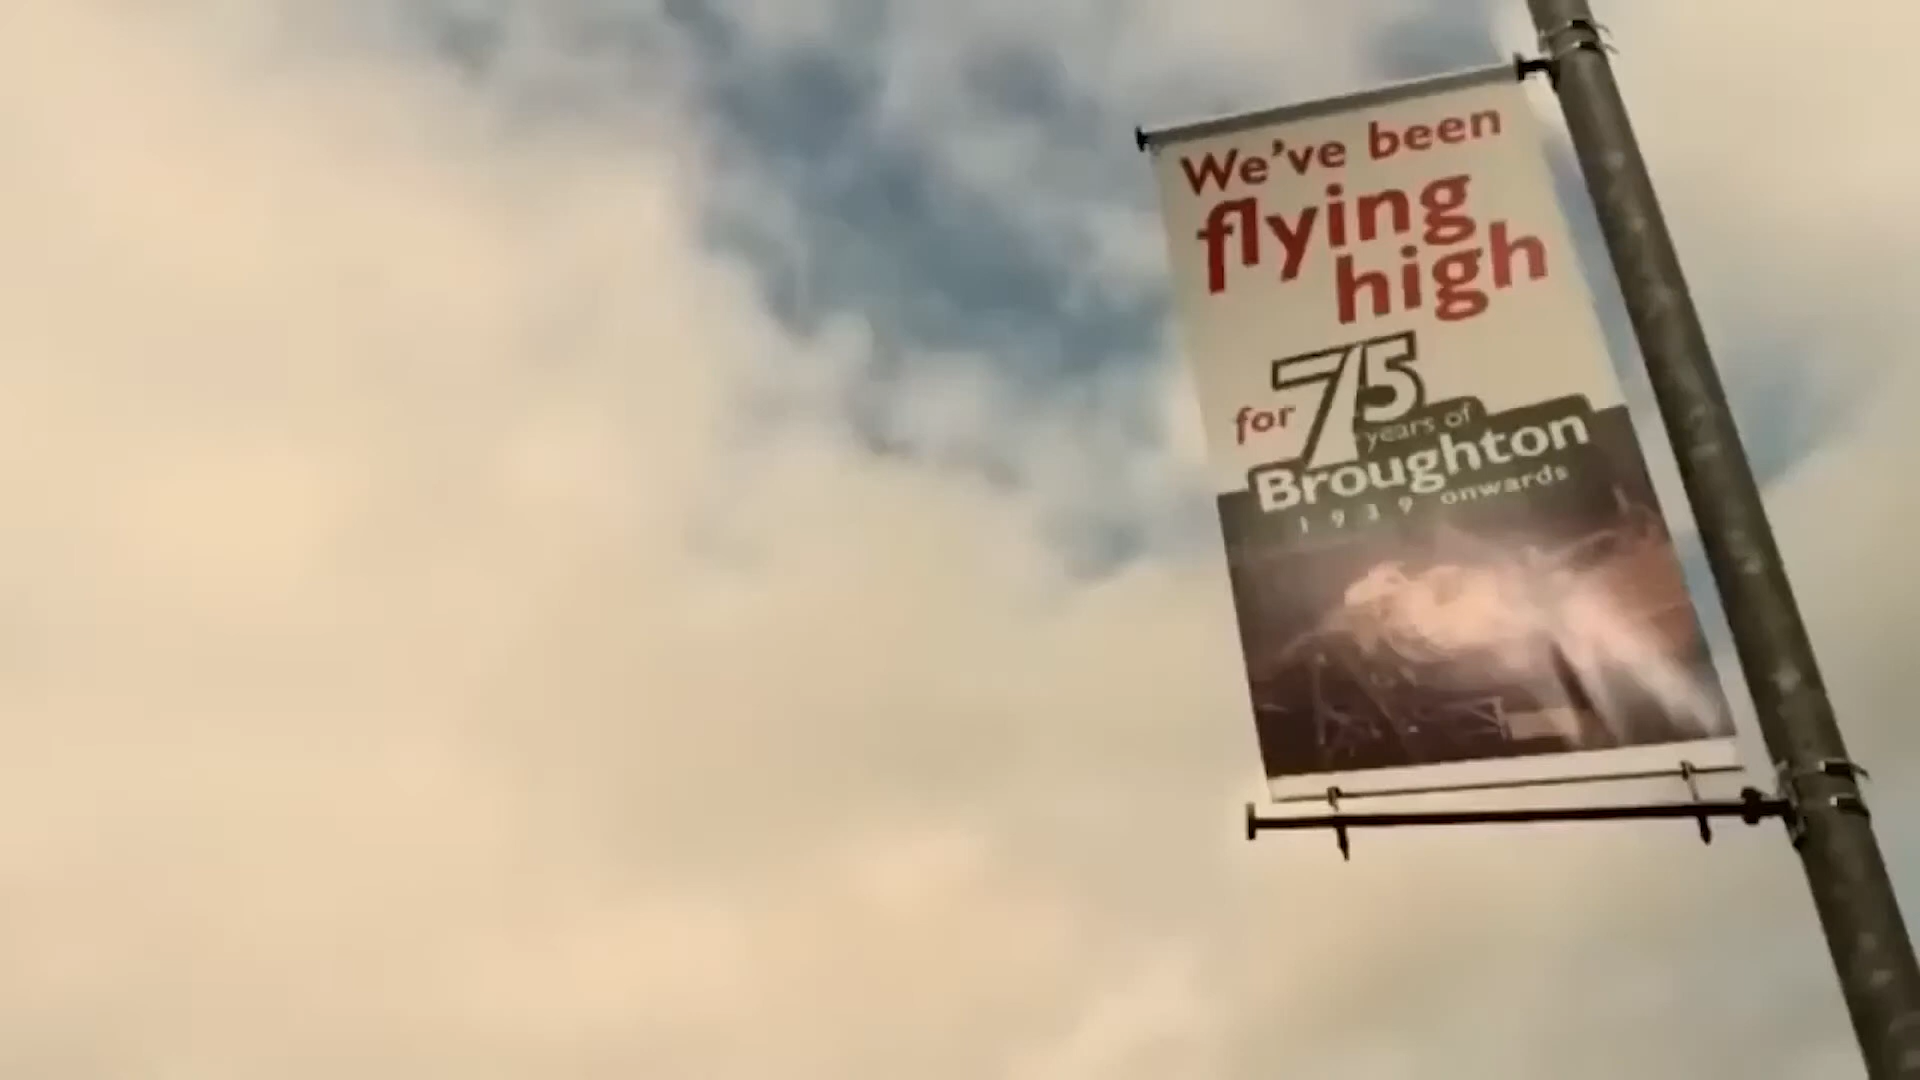 We've been
flying
high
for 75
years of
Broughton
1939 onwards